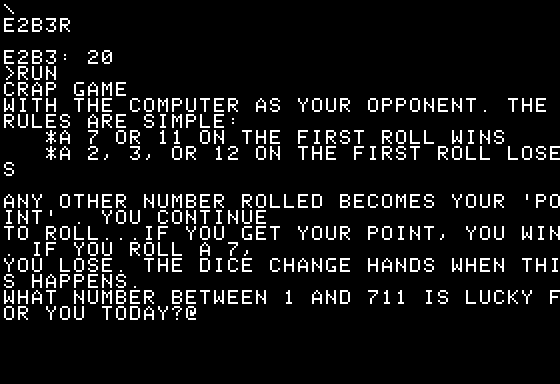 \
E2B3R

E2B3: 20
>RUN
CRAP GAME
WITH THE COMPUTER AS YOUR OPPONENT. THE
RULES ARE SIMPLE:
   *A 7 OR 11 ON THE FIRST ROLL WINS
   *A 2, 3, OR 12 ON THE FIRST ROLL LOSE
S

ANY OTHER NUMBER ROLLED BECOMES YOUR 'PO
INT' . YOU CONTINUE
TO ROLL...IF YOU GET YOUR POINT, YOU WIN
. IF YOU ROLL A 7,
YOU LOSE. THE DICE CHANGE HANDS WHEN THI
S HAPPENS.
WHAT NUMBER BETWEEN 1 AND 711 IS LUCKY F
OR YOU TODAY?@